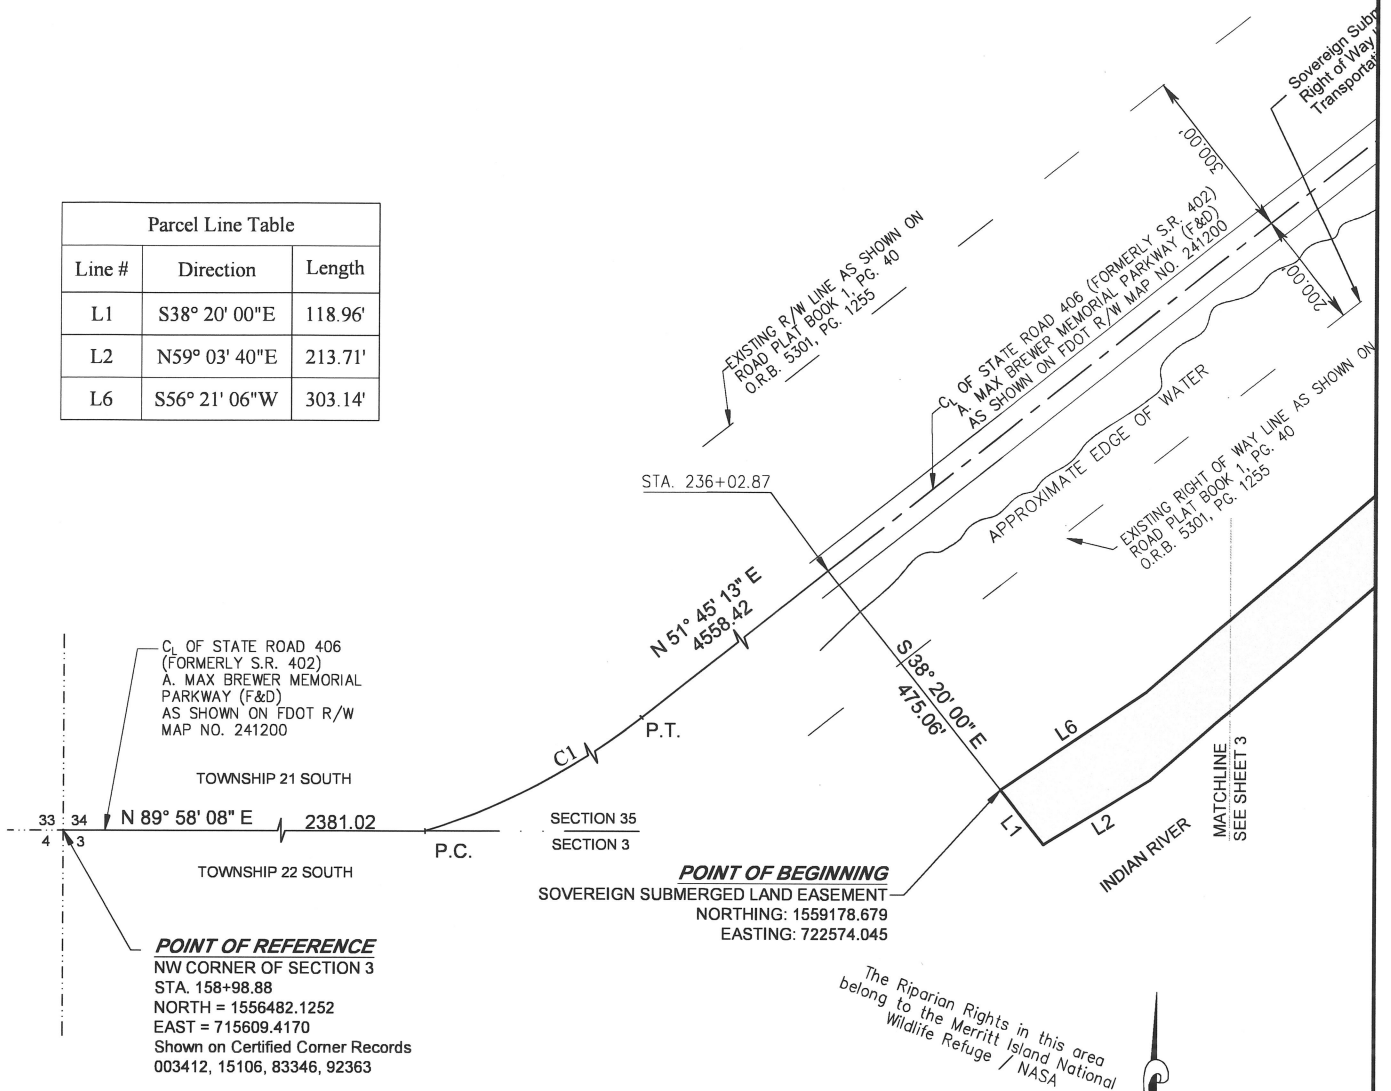 Sovereign Subm
Right of Way
Transportat
300.00'
200.00'
Parcel Line Table
Line # Direction Length
L1 S38° 20' 00"E 118.96'
L2 N59° 03' 40"E 213.71'
L6 S56° 21' 06"W 303.14'
EXISTING R/W LINE AS SHOWN ON
ROAD PLAT BOOK 1, PG. 40
O.R.B. 5301, PG. 1255
CL OF STATE ROAD 406 (FORMERLY S.R. 402)
A. MAX BREWER MEMORIAL PARKWAY (F&D)
AS SHOWN ON FDOT R/W MAP NO. 241200
APPROXIMATE EDGE OF WATER
EXISTING RIGHT OF WAY LINE AS SHOWN ON
ROAD PLAT BOOK 1, PG. 40
O.R.B. 5301, PG. 1255
STA. 236+02.87
N 51° 45' 13" E
4558.42
S 38° 20' 00" E
475.06'
CL OF STATE ROAD 406
(FORMERLY S.R. 402)
A. MAX BREWER MEMORIAL
PARKWAY (F&D)
AS SHOWN ON FDOT R/W
MAP NO. 241200
P.T.
C1
L6
L1
L2
MATCHLINE
SEE SHEET 3
INDIAN RIVER
TOWNSHIP 21 SOUTH
33 34
4 3
N 89° 58' 08" E 2381.02
P.C.
SECTION 35
SECTION 3
TOWNSHIP 22 SOUTH
POINT OF BEGINNING
SOVEREIGN SUBMERGED LAND EASEMENT
NORTHING: 1559178.679
EASTING: 722574.045
POINT OF REFERENCE
NW CORNER OF SECTION 3
STA. 158+98.88
NORTH = 1556482.1252
EAST = 715609.4170
Shown on Certified Corner Records
003412, 15106, 83346, 92363
The Riparian Rights in this area
belong to the Merritt Island National
Wildlife Refuge / NASA